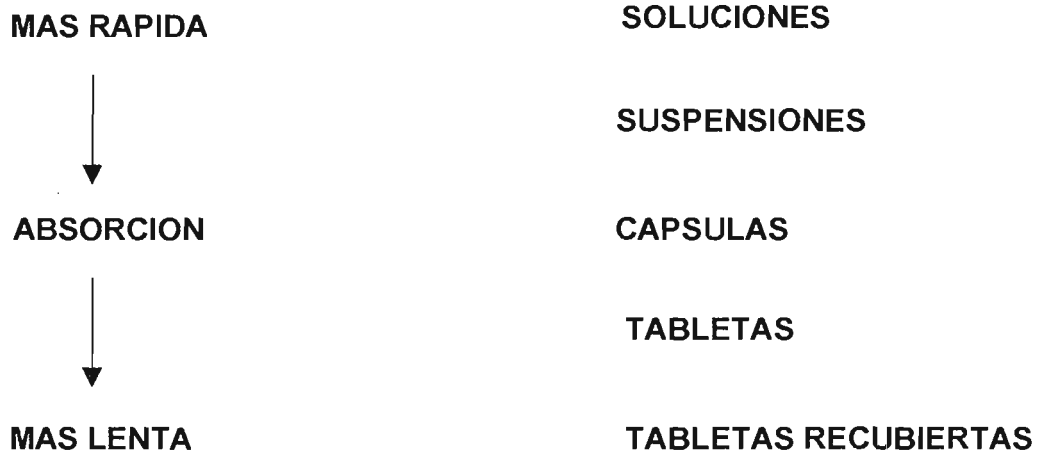 MAS RAPIDA
SOLUCIONES
SUSPENSIONES
ABSORCION
CAPSULAS
TABLETAS
MAS LENTA
TABLETAS RECUBIERTAS